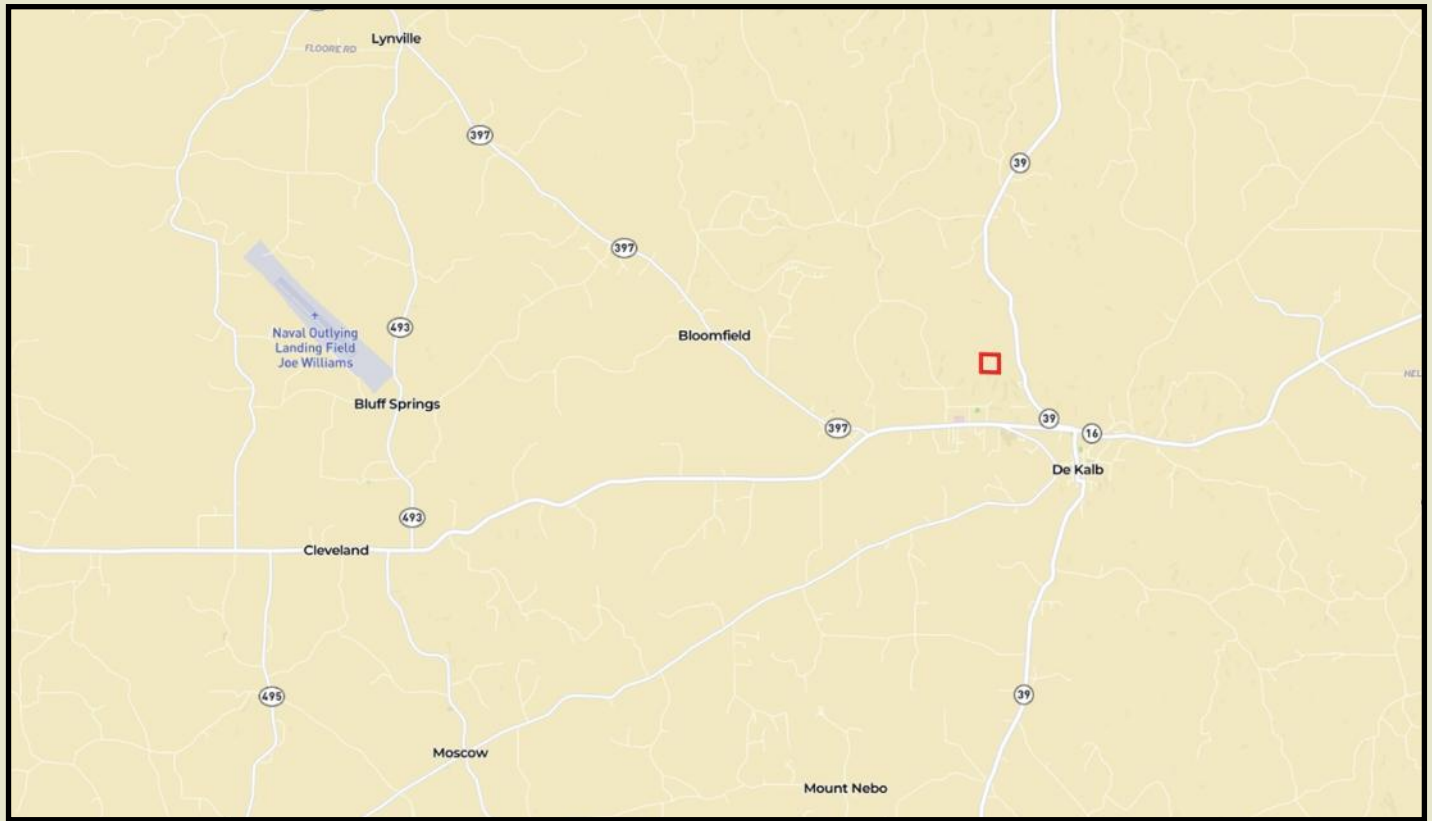 Lynville
FLOORE RD
397
39
397
493
Naval Outlying
Landing Field
Joe Williams
Bloomfield
Bluff Springs
HEL
39
397
16
De Kalb
493
Cleveland
495
39
Moscow
Mount Nebo